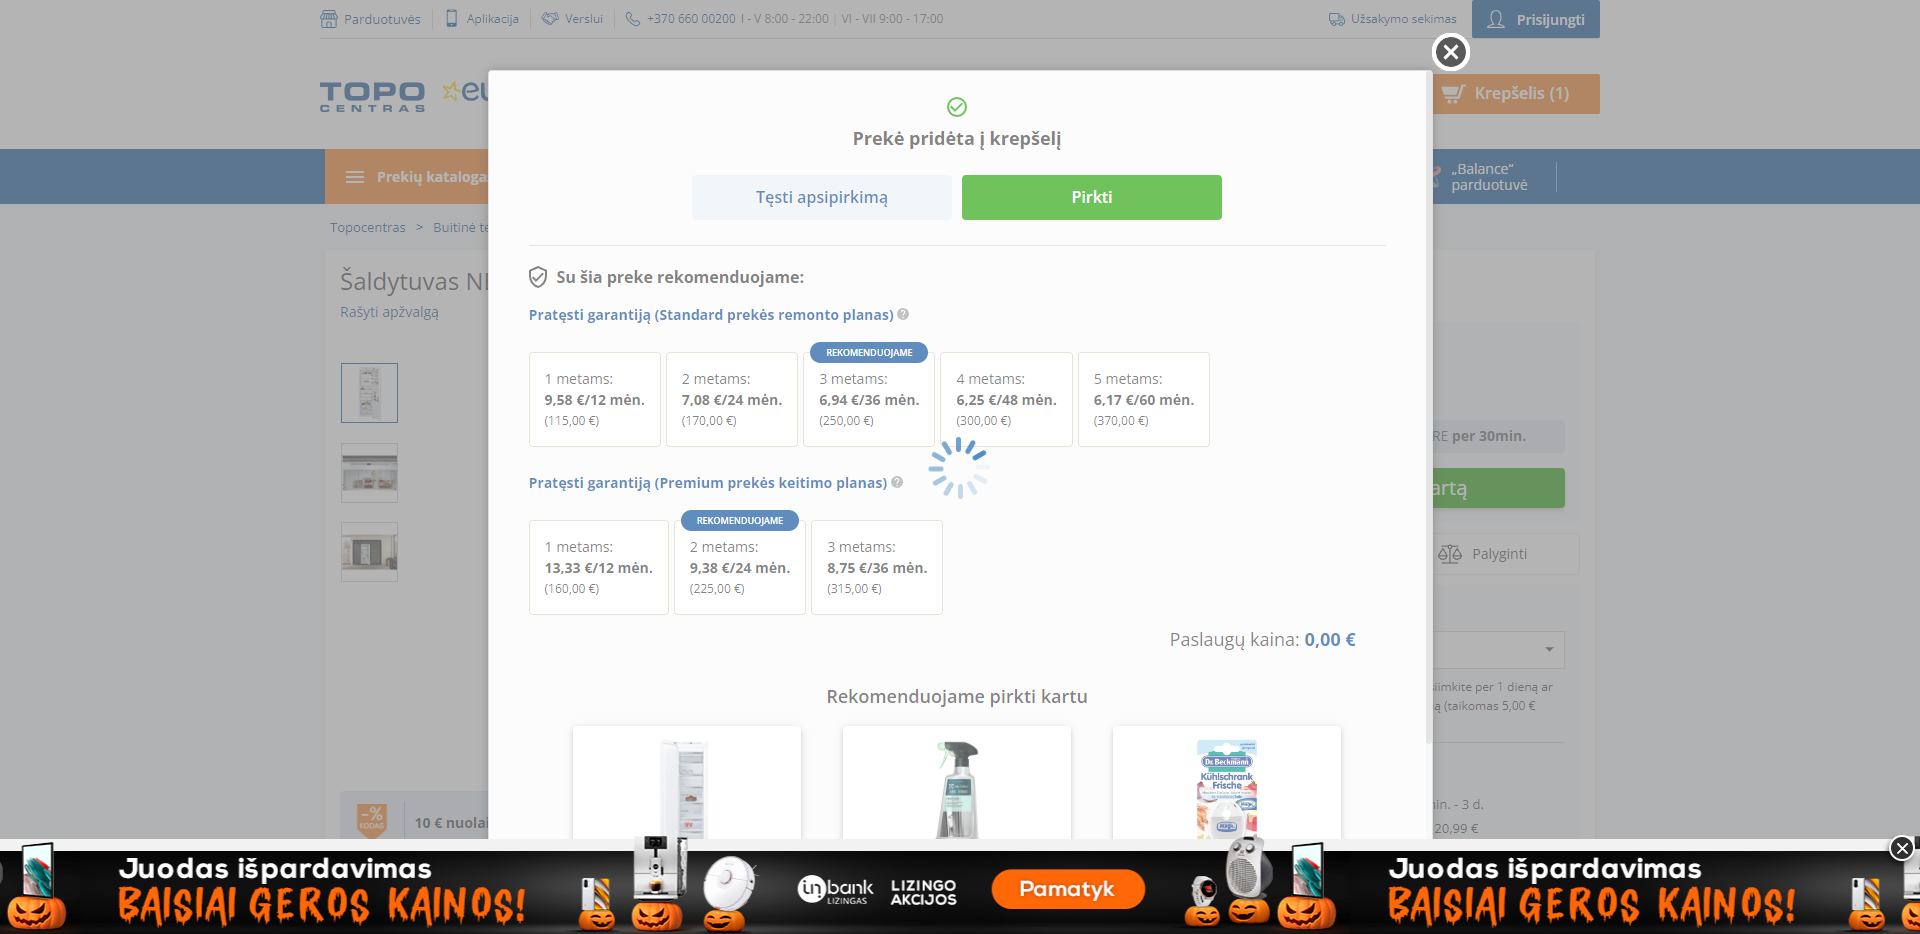 Parduotuvės
Aplikacija
Verslui
+370 660 00200 I - V 8:00 - 22:00 | VI - VII 9:00 - 17:00
Užsakymo sekimas
Prisijungti
TOPO
CENTRAS
Krepšelis (1)
Prekių kataloga
„Balance“
parduotuvė
Topocentras > Buitinė te
Šaldytuvas
Rašyti apžvalgą
Prekė pridėta į krepšelį
Tęsti apsipirkimą
Pirkti
Su šia preke rekomenduojame:
Pratęsti garantiją (Standard prekės remonto planas)
REKOMENDUOJAME
1 metams:
9,58 €/12 mėn.
(115,00 €)
2 metams:
7,08 €/24 mėn.
(170,00 €)
3 metams:
6,94 €/36 mėn.
(250,00 €)
4 metams:
6,25 €/48 mėn.
(300,00 €)
5 metams:
6,17 €/60 mėn.
(370,00 €)
Pratęsti garantiją (Premium prekės keitimo planas)
REKOMENDUOJAME
1 metams:
13,33 €/12 mėn.
(160,00 €)
2 metams:
9,38 €/24 mėn.
(225,00 €)
3 metams:
8,75 €/36 mėn.
(315,00 €)
Paslaugų kaina: 0,00 €
Rekomenduojame pirkti kartu
Dr. Beckmann
Kühlschrank
Frische
RE per 30min.
artą
Palyginti
siimkite per 1 dieną ar
ą (taikomas 5,00 €
in. - 3 d.
20,99 €
-%
KODAS
10 € nuolai
Juodas išpardavimas
BAISIAI GEROS KAINOS!
inbank
LIZINGAS
LIZINGO
AKCIJOS
Pamatyk
Juodas išpardavimas
BAISIAI GEROS KAINOS!